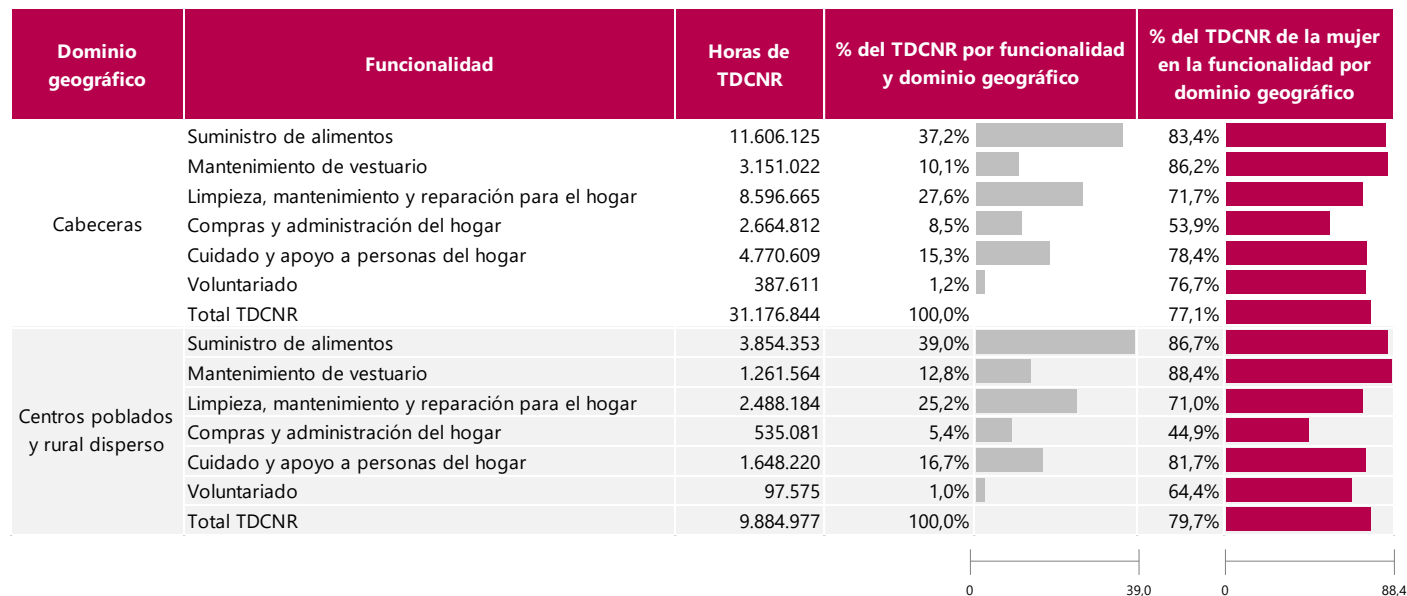 Dominio geográfico | Funcionalidad | Horas de TDCNR | % del TDCNR por funcionalidad y dominio geográfico | % del TDCNR de la mujer en la funcionalidad por dominio geográfico
Cabeceras
Suministro de alimentos 11.606.125 37,2% 83,4%
Mantenimiento de vestuario 3.151.022 10,1% 86,2%
Limpieza, mantenimiento y reparación para el hogar 8.596.665 27,6% 71,7%
Compras y administración del hogar 2.664.812 8,5% 53,9%
Cuidado y apoyo a personas del hogar 4.770.609 15,3% 78,4%
Voluntariado 387.611 1,2% 76,7%
Total TDCNR 31.176.844 100,0% 77,1%
Centros poblados
y rural disperso
Suministro de alimentos 3.854.353 39,0% 86,7%
Mantenimiento de vestuario 1.261.564 12,8% 88,4%
Limpieza, mantenimiento y reparación para el hogar 2.488.184 25,2% 71,0%
Compras y administración del hogar 535.081 5,4% 44,9%
Cuidado y apoyo a personas del hogar 1.648.220 16,7% 81,7%
Voluntariado 97.575 1,0% 64,4%
Total TDCNR 9.884.977 100,0% 79,7%
0 39,0 0 88,4